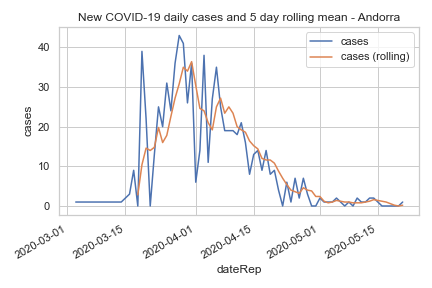 New COVID-19 daily cases and 5 day rolling mean - Andorra
cases
cases (rolling)
40
30
20
10
0
cases
2020-03-01
2020-03-15
2020-04-01
2020-04-15
2020-05-01
2020-05-15
dateRep